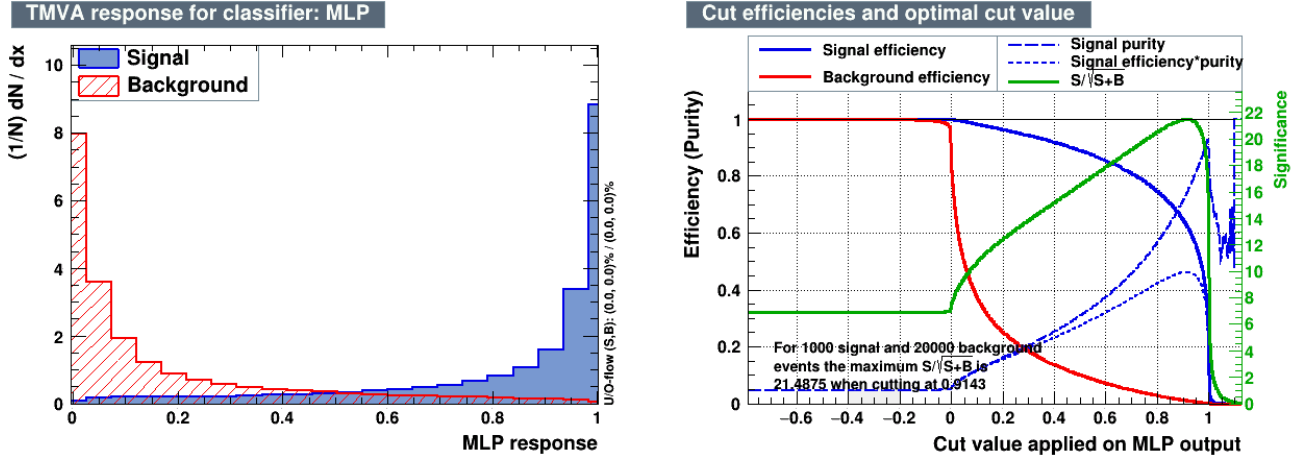 TMVA response for classifier: MLP
(1/N) dN / dx
10
8
6
4
2
0
Signal
Background
0
0.2
0.4
0.6
0.8
1
MLP response
U/O-flow (S,B): (0.0, 0.0)% / (0.0, 0.0)%
Cut efficiencies and optimal cut value
Signal efficiency
Background efficiency
Signal purity
Signal efficiency*purity
S/√S+B
Efficiency (Purity)
1
0.8
0.6
0.4
0.2
0
For 1000 signal and 20000 background
events the maximum S/√S+B is
21.4875 when cutting at 0.9143
−0.6
−0.4
−0.2
0
0.2
0.4
0.6
0.8
1
Cut value applied on MLP output
22
20
18
16
14
12
10
8
6
4
2
0
Significance